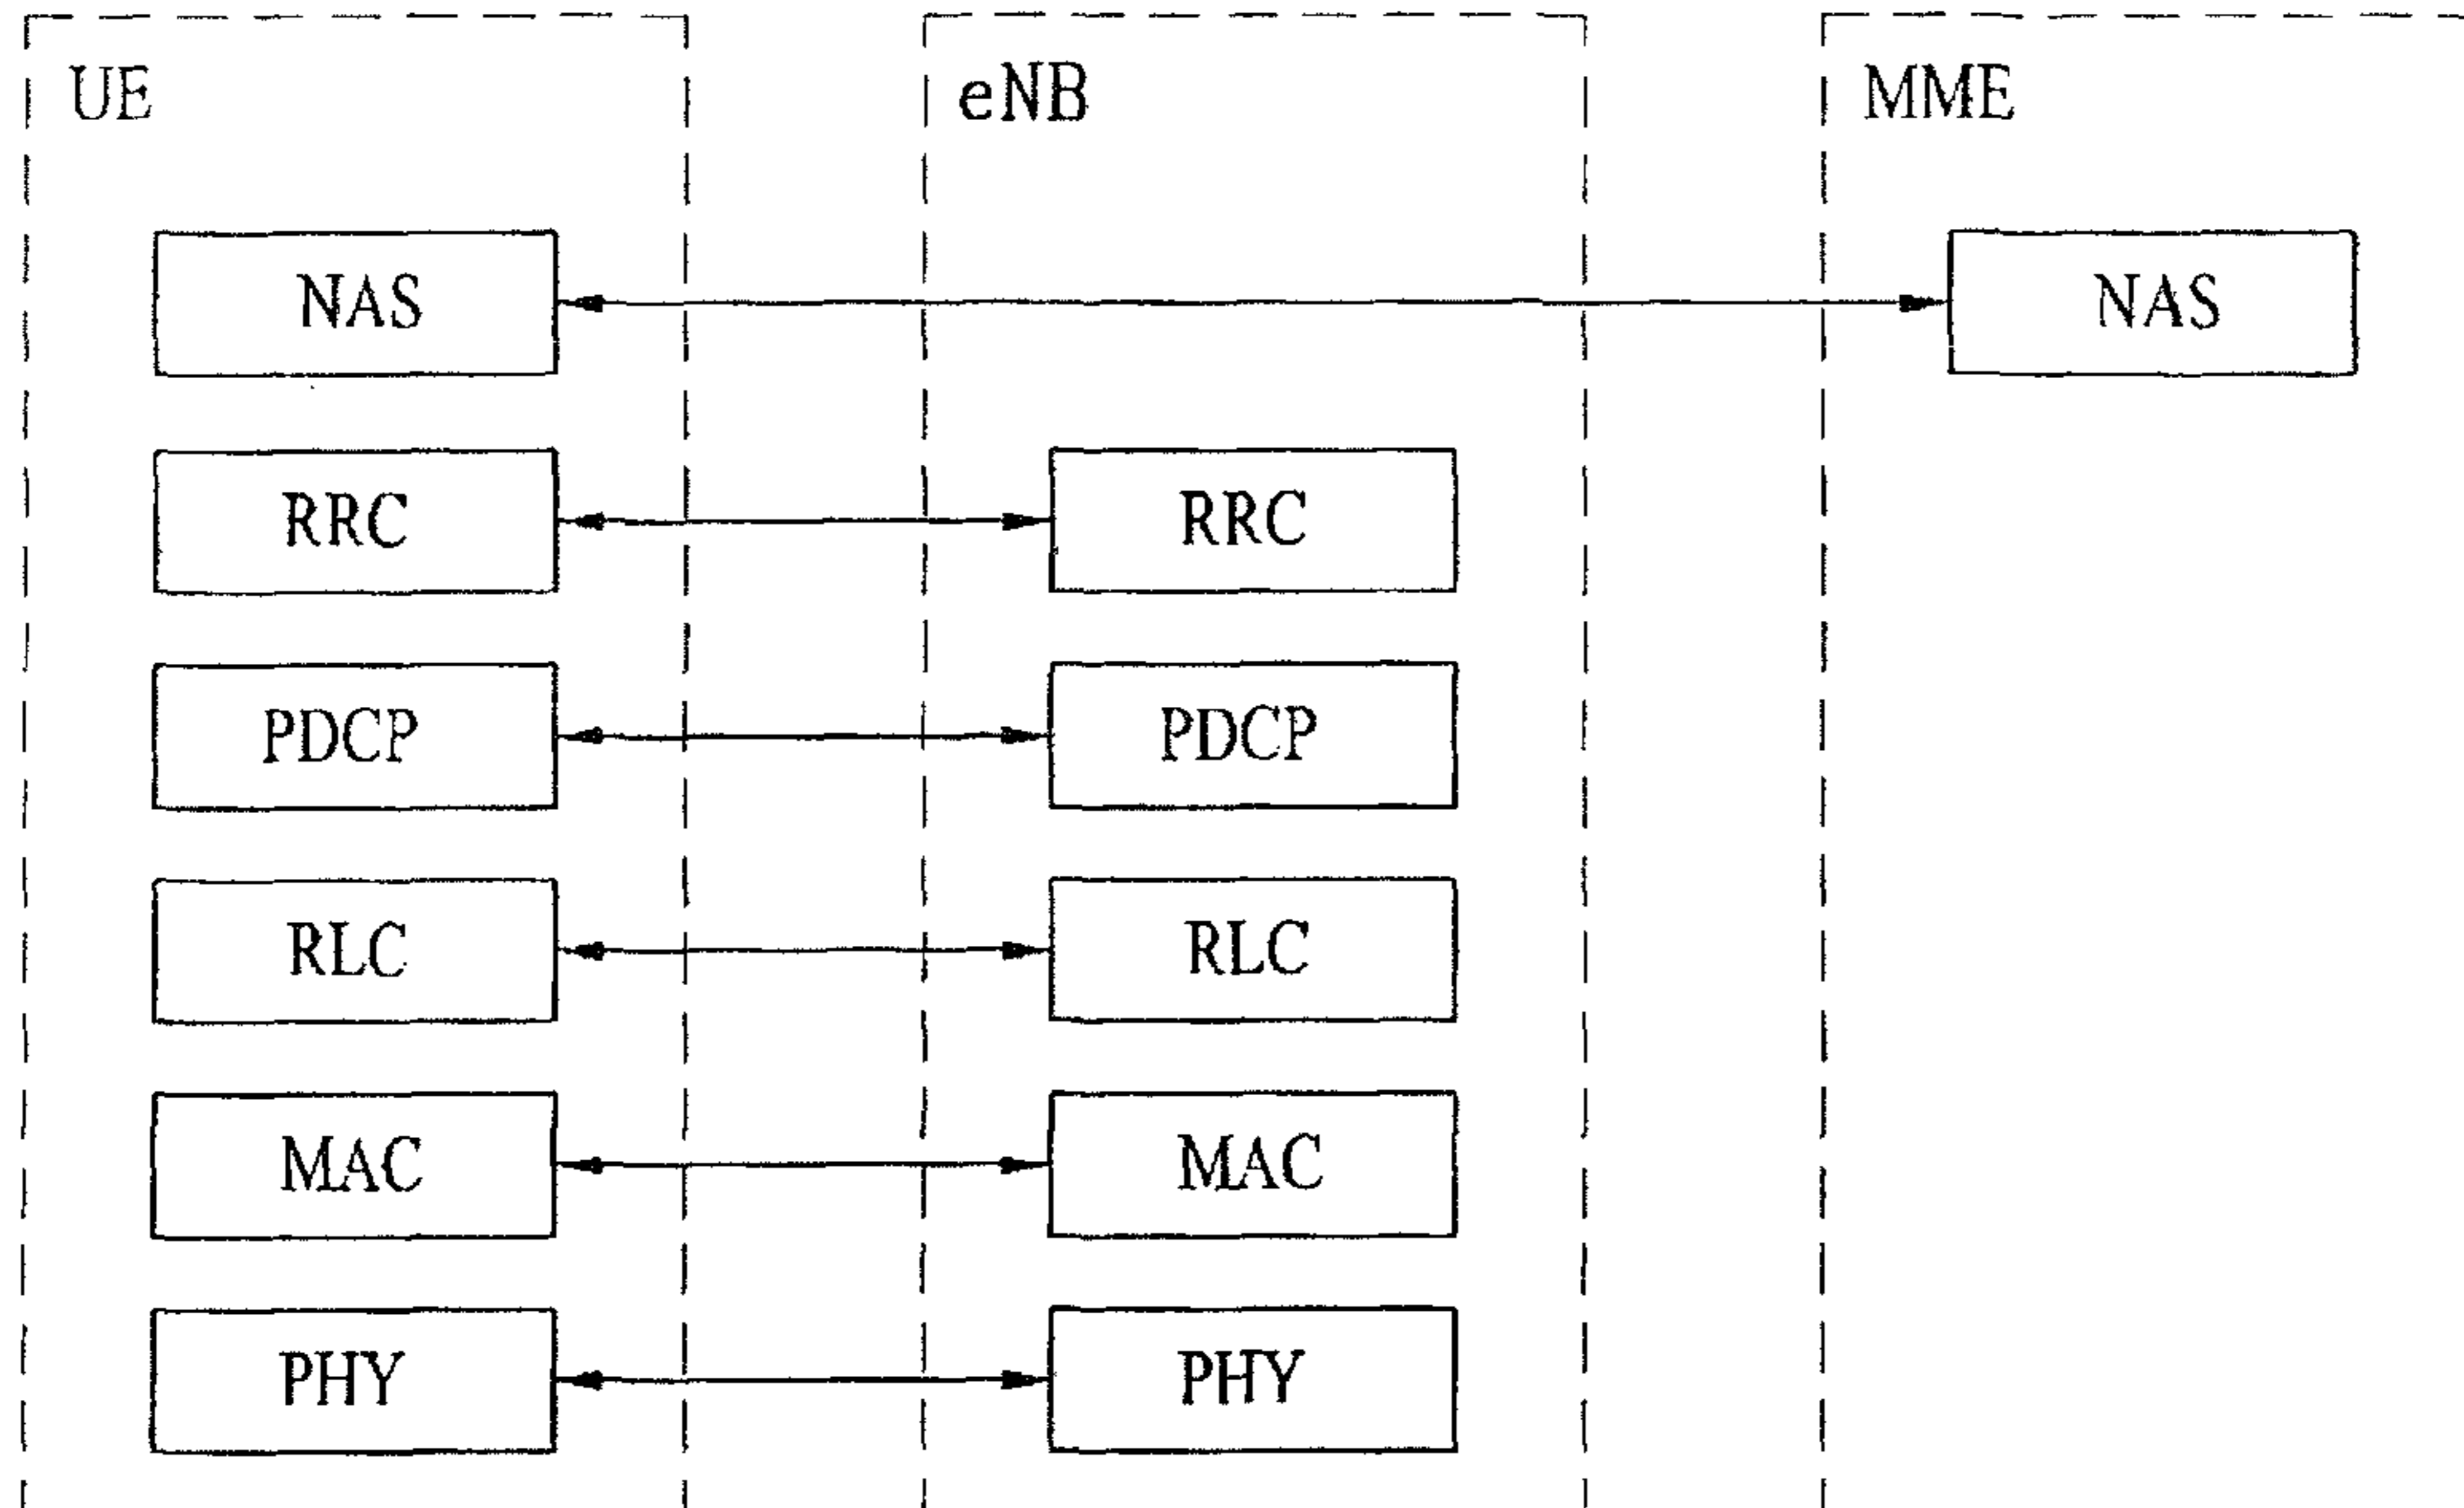 UE eNB MME
NAS NAS
RRC RRC
PDCP PDCP
RLC RLC
MAC MAC
PHY PHY